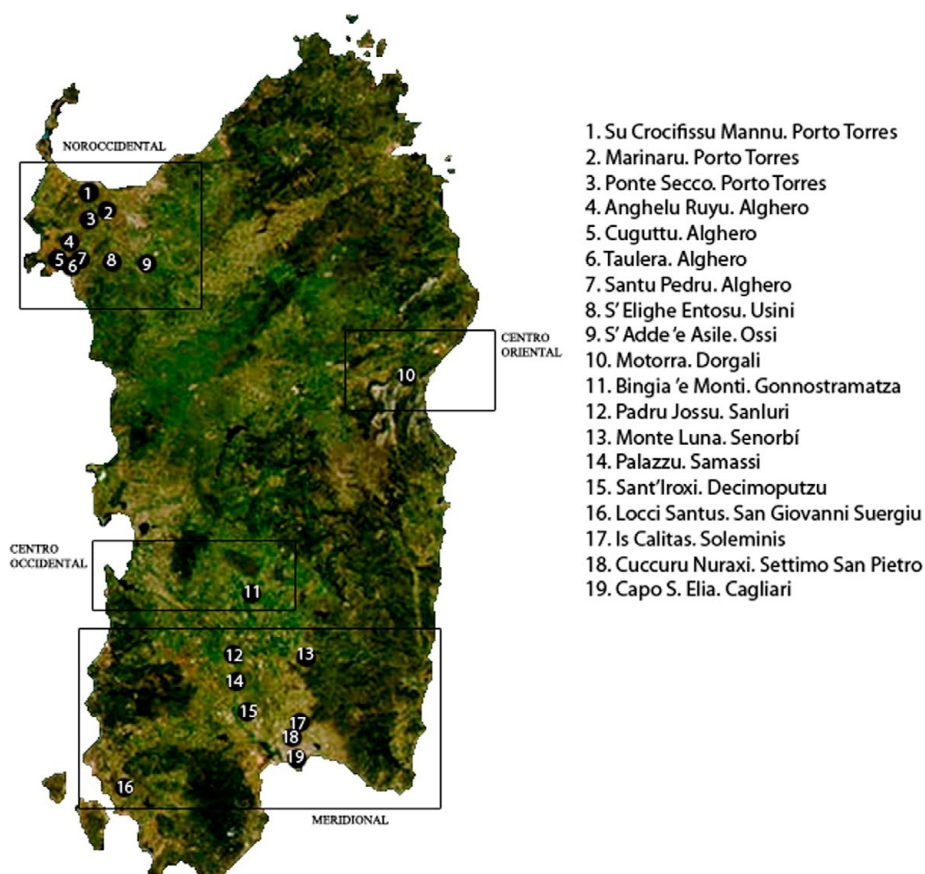 NOROCCIDENTAL
1
2
3
4
5
6
7
8
9
CENTRO
ORIENTAL
10
CENTRO
OCCIDENTAL
11
12
13
14
15
17
18
19
16
MERIDIONAL
1. Su Crocifissu Mannu. Porto Torres
2. Marinaru. Porto Torres
3. Ponte Secco. Porto Torres
4. Anghelu Ruyu. Alghero
5. Cuguttu. Alghero
6. Taulera. Alghero
7. Santu Pedru. Alghero
8. S' Elighe Entosu. Usini
9. S' Adde 'e Asile. Ossi
10. Motorra. Dorgali
11. Bingia 'e Monti. Gonnostramatza
12. Padru Jossu. Sanluri
13. Monte Luna. Senorbí
14. Palazzu. Samassi
15. Sant'Iroxi. Decimoputzu
16. Locci Santus. San Giovanni Suergiu
17. Is Calitas. Soleminis
18. Cuccuru Nuraxi. Settimo San Pietro
19. Capo S. Elia. Cagliari